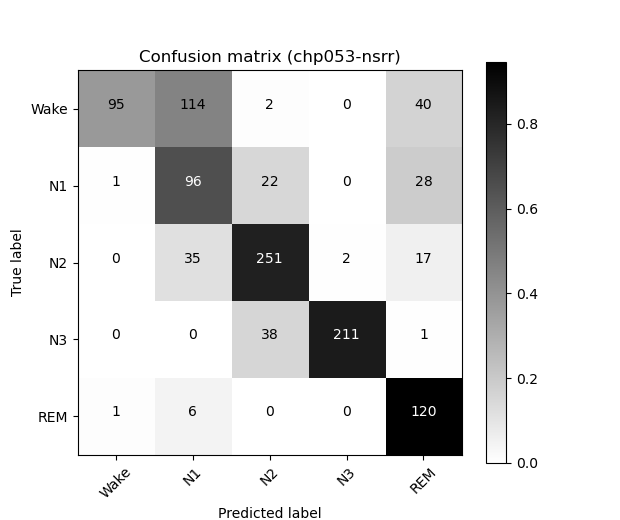 Confusion matrix (chp053-nsrr)
True label
Wake 95 114 2 0 40
N1 1 96 22 0 28
N2 0 35 251 2 17
N3 0 0 38 211 1
REM 1 6 0 0 120
Wake N1 N2 N3 REM
Predicted label
0.8
0.6
0.4
0.2
0.0